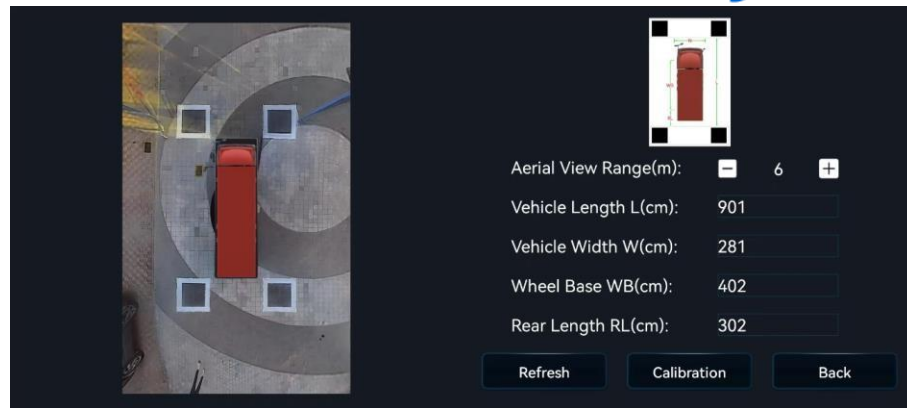 Aerial View Range(m): - 6 +
Vehicle Length L(cm): 901
Vehicle Width W(cm): 281
Wheel Base WB(cm): 402
Rear Length RL(cm): 302
Refresh Calibration Back